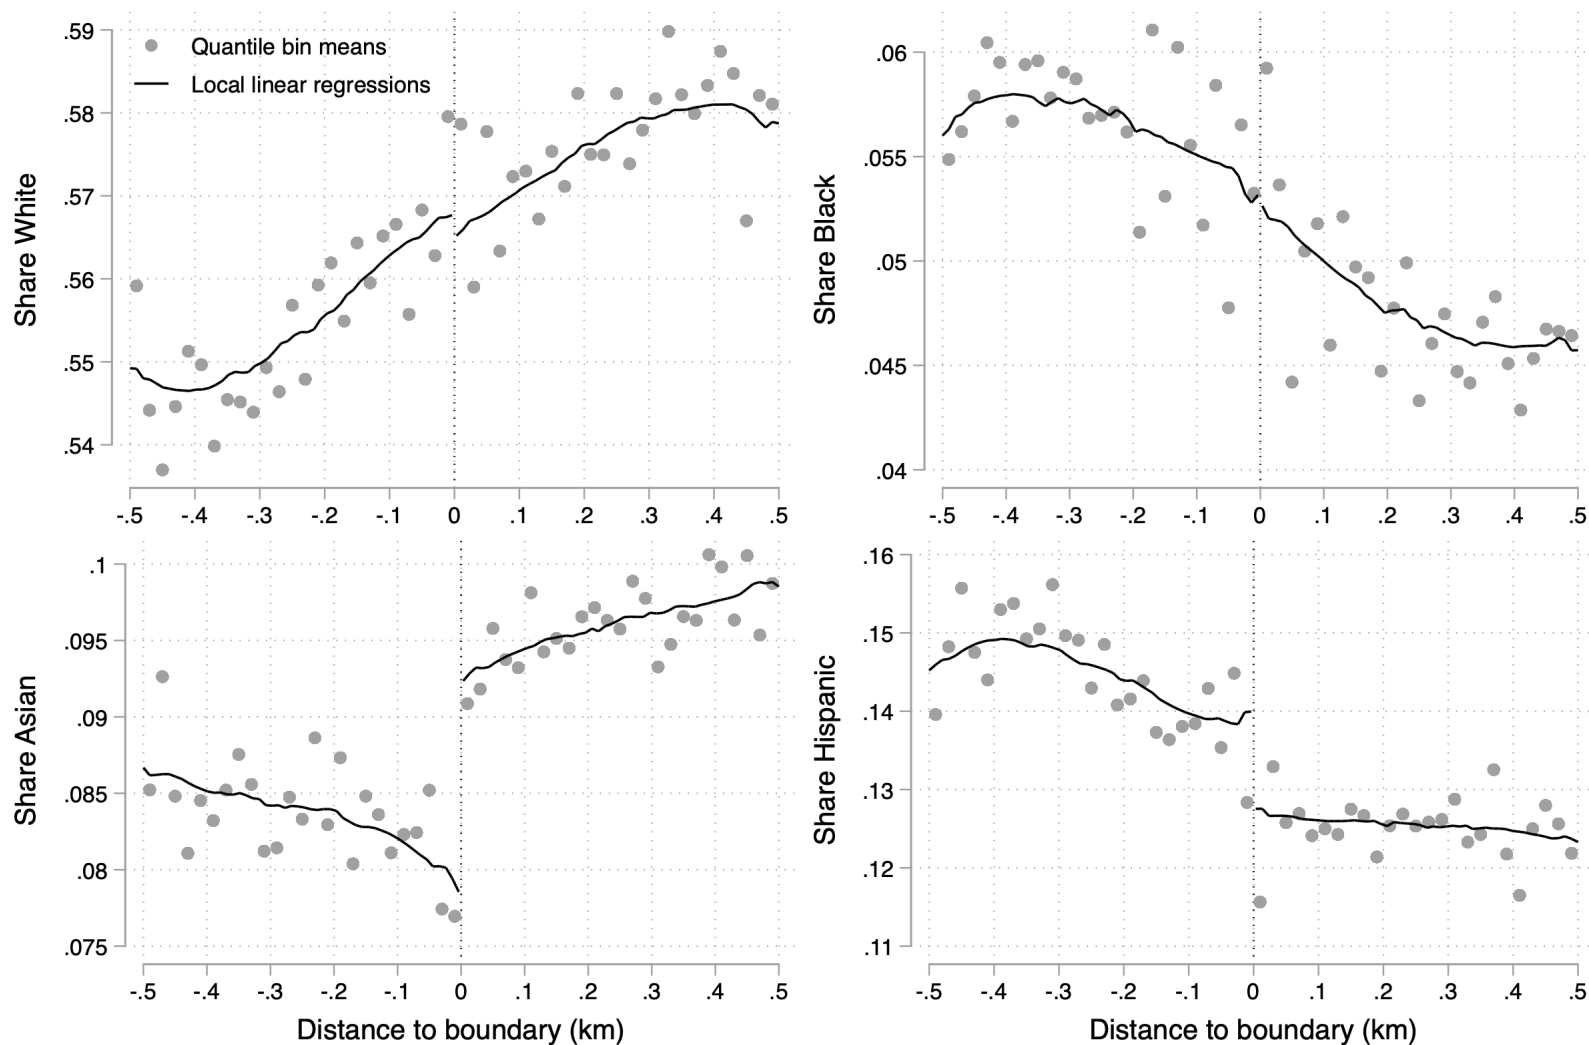 Share White
.59
.58
.57
.56
.55
.54
Quantile bin means
Local linear regressions
-.5 -.4 -.3 -.2 -.1 0 .1 .2 .3 .4 .5
Share Black
.06
.055
.05
.045
.04
-.5 -.4 -.3 -.2 -.1 0 .1 .2 .3 .4 .5
Share Asian
.1
.095
.09
.085
.08
.075
-.5 -.4 -.3 -.2 -.1 0 .1 .2 .3 .4 .5
Distance to boundary (km)
Share Hispanic
.16
.15
.14
.13
.12
.11
-.5 -.4 -.3 -.2 -.1 0 .1 .2 .3 .4 .5
Distance to boundary (km)